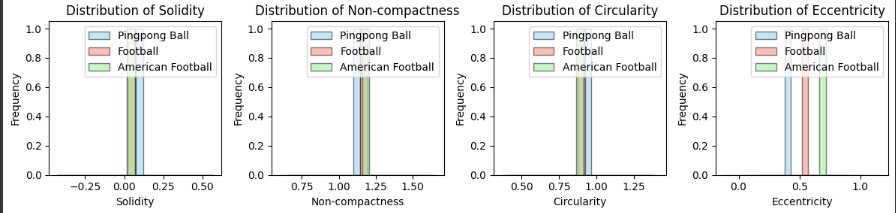 Distribution of Solidity
1.0
0.8
0.6
0.4
0.2
0.0
Frequency
Pingpong Ball
Football
American Football
−0.25 0.00 0.25 0.50
Solidity
Distribution of Non-compactness
1.0
0.8
0.6
0.4
0.2
0.0
Frequency
Pingpong Ball
Football
American Football
0.75 1.00 1.25 1.50
Non-compactness
Distribution of Circularity
1.0
0.8
0.6
0.4
0.2
0.0
Frequency
Pingpong Ball
Football
American Football
0.50 0.75 1.00 1.25
Circularity
Distribution of Eccentricity
1.0
0.8
0.6
0.4
0.2
0.0
Frequency
Pingpong Ball
Football
American Football
0.0 0.5 1.0
Eccentricity